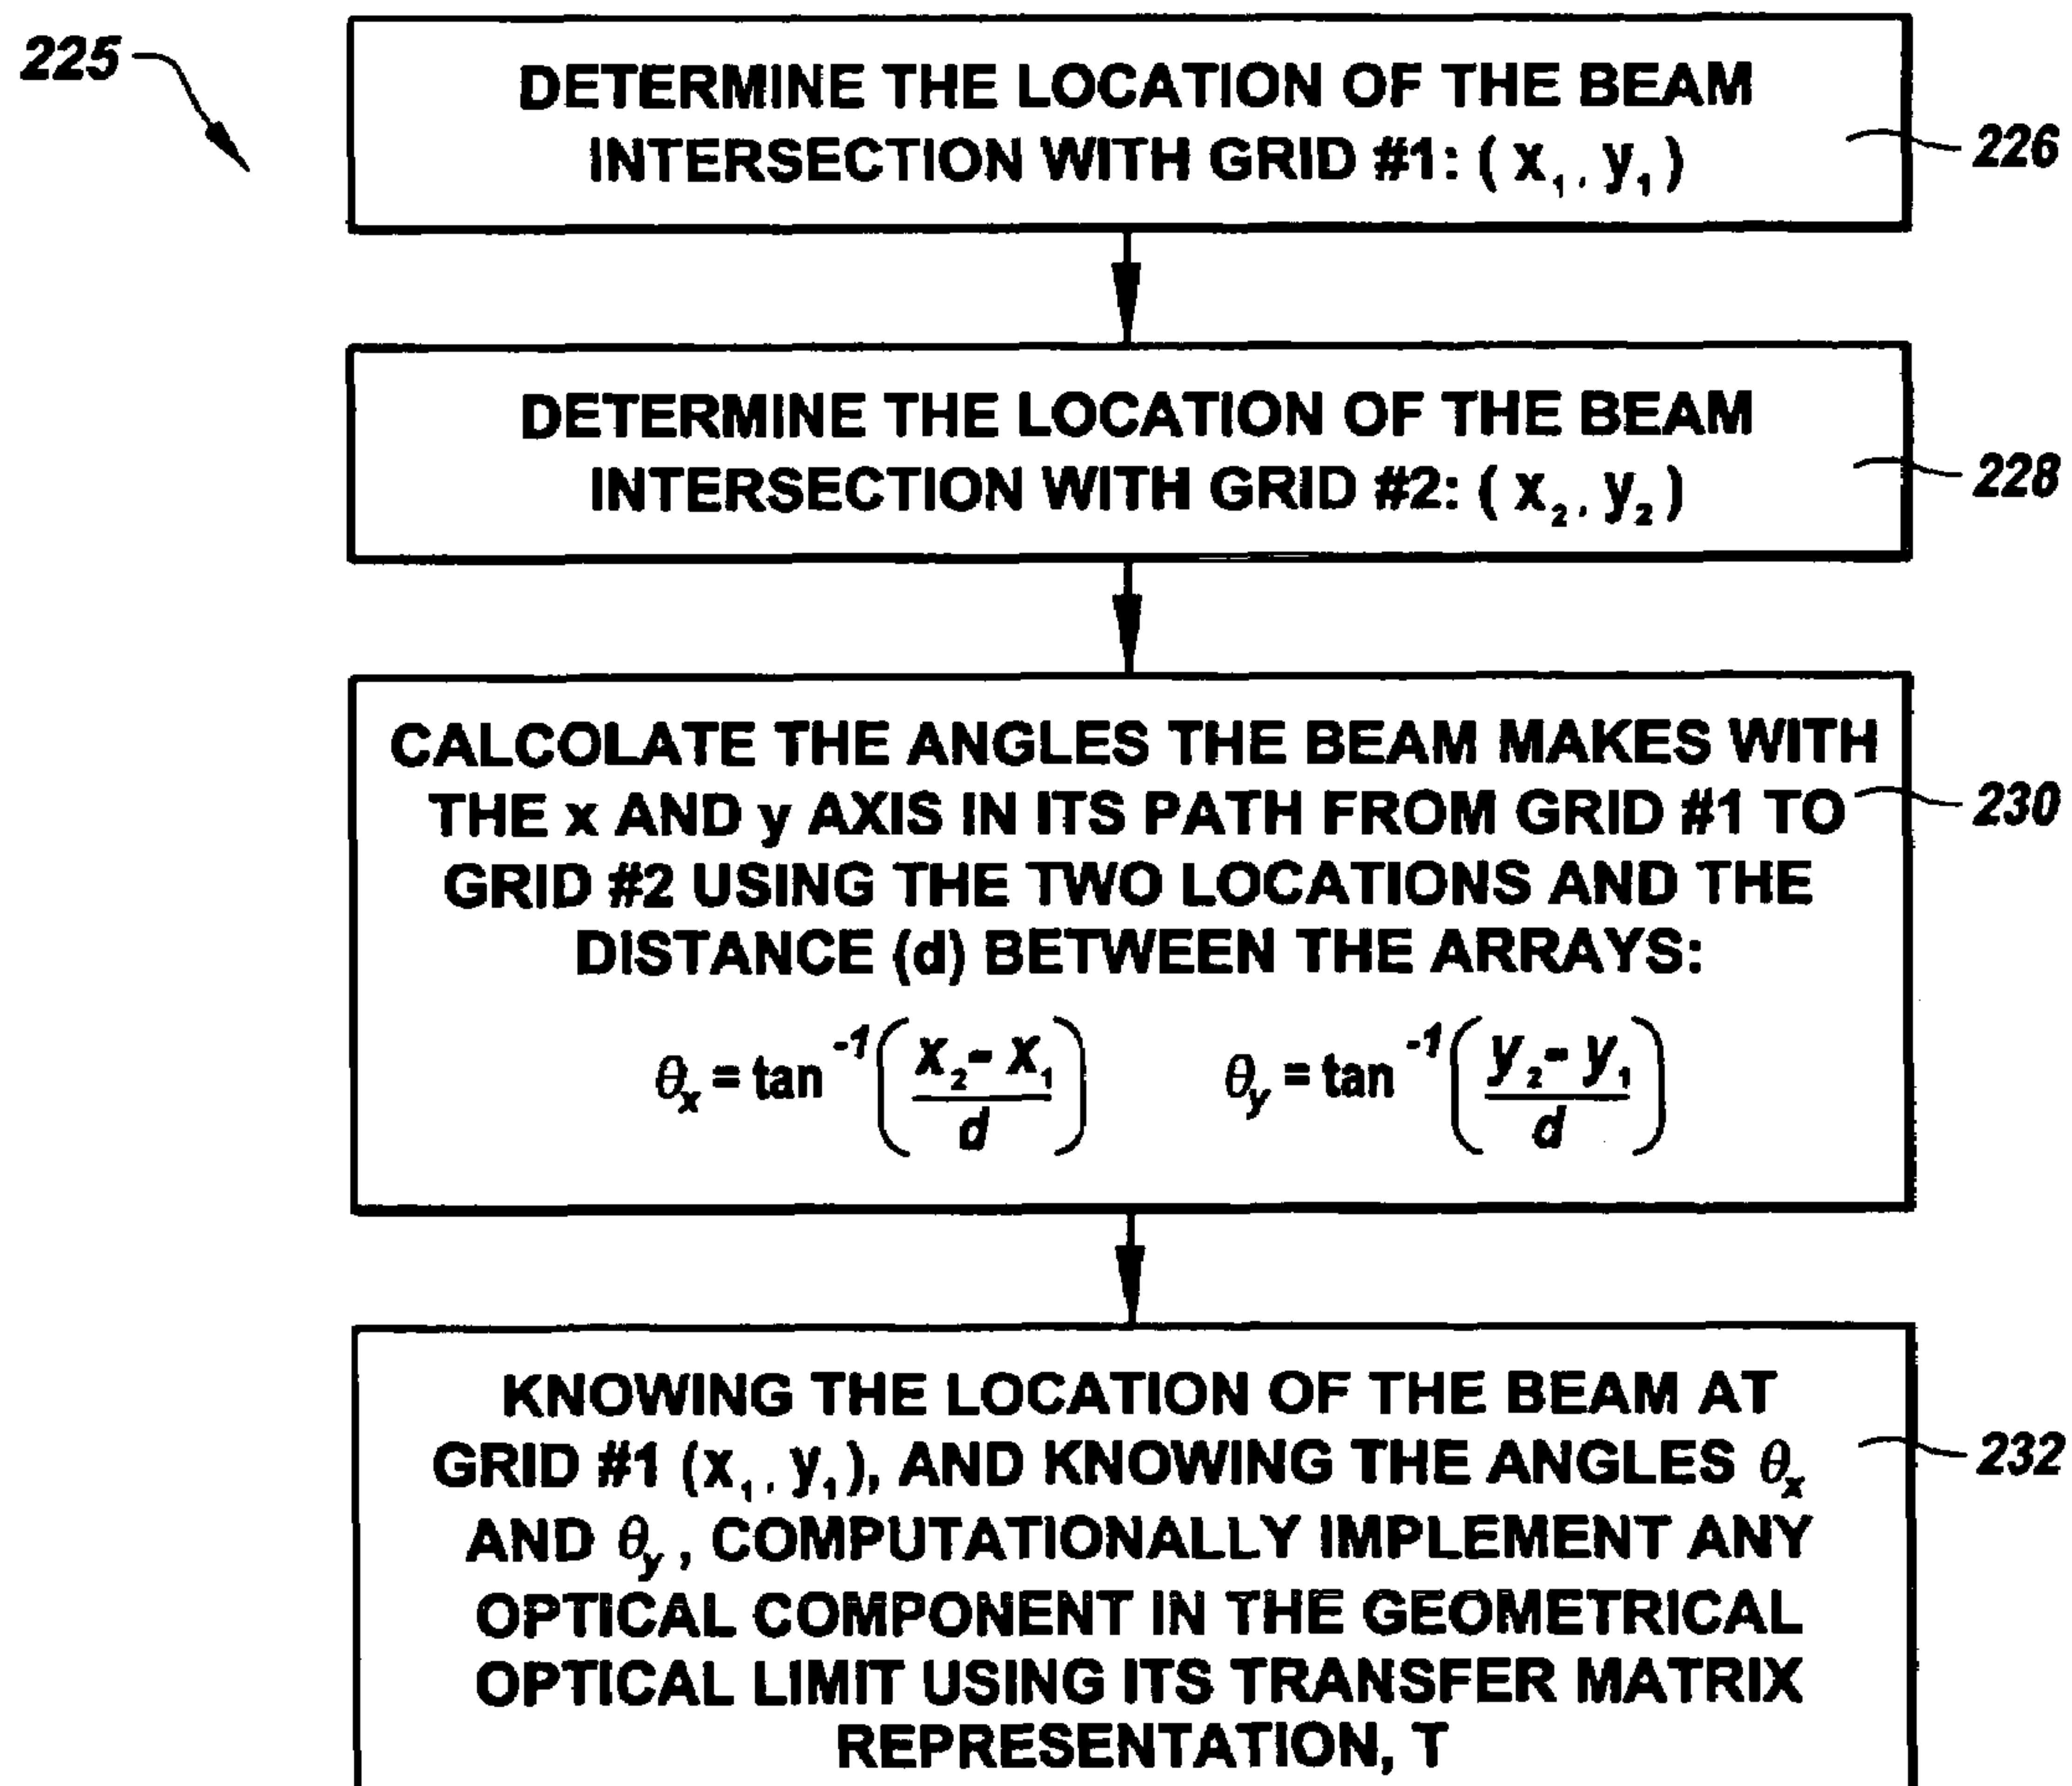 225
DETERMINE THE LOCATION OF THE BEAM
INTERSECTION WITH GRID #1: ( x₁, y₁ )
226
DETERMINE THE LOCATION OF THE BEAM
INTERSECTION WITH GRID #2: ( x₂, y₂ )
228
CALCOLATE THE ANGLES THE BEAM MAKES WITH
THE x AND y AXIS IN ITS PATH FROM GRID #1 TO
GRID #2 USING THE TWO LOCATIONS AND THE
DISTANCE (d) BETWEEN THE ARRAYS:
230
θₓ = tan⁻¹((x₂ - x₁)/d) θ_y = tan⁻¹((y₂ - y₁)/d)
KNOWING THE LOCATION OF THE BEAM AT
GRID #1 (x₁, y₁), AND KNOWING THE ANGLES θₓ
AND θ_y, COMPUTATIONALLY IMPLEMENT ANY
OPTICAL COMPONENT IN THE GEOMETRICAL
OPTICAL LIMIT USING ITS TRANSFER MATRIX
REPRESENTATION, T
232